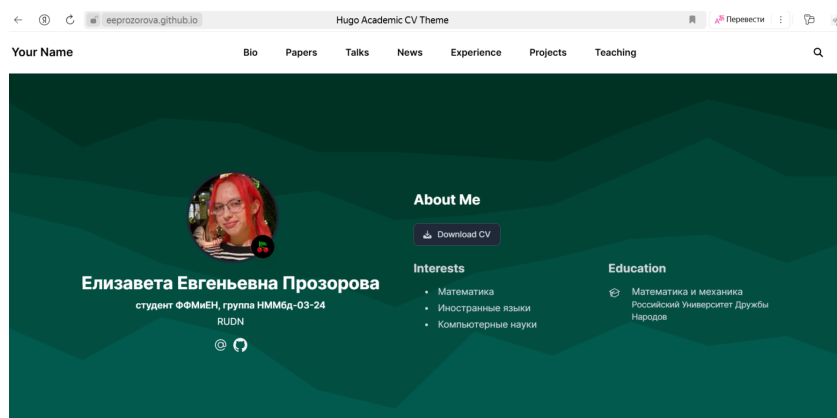 eeprozorova.github.io
Hugo Academic CV Theme
Перевести
Your Name
Bio Papers Talks News Experience Projects Teaching
Елизавета Евгеньевна Прозорова
студент ФФМиЕН, группа НММбд-03-24
RUDN
About Me
Download CV
Interests
Математика
Иностранные языки
Компьютерные науки
Education
Математика и механика
Российский Университет Дружбы
Народов